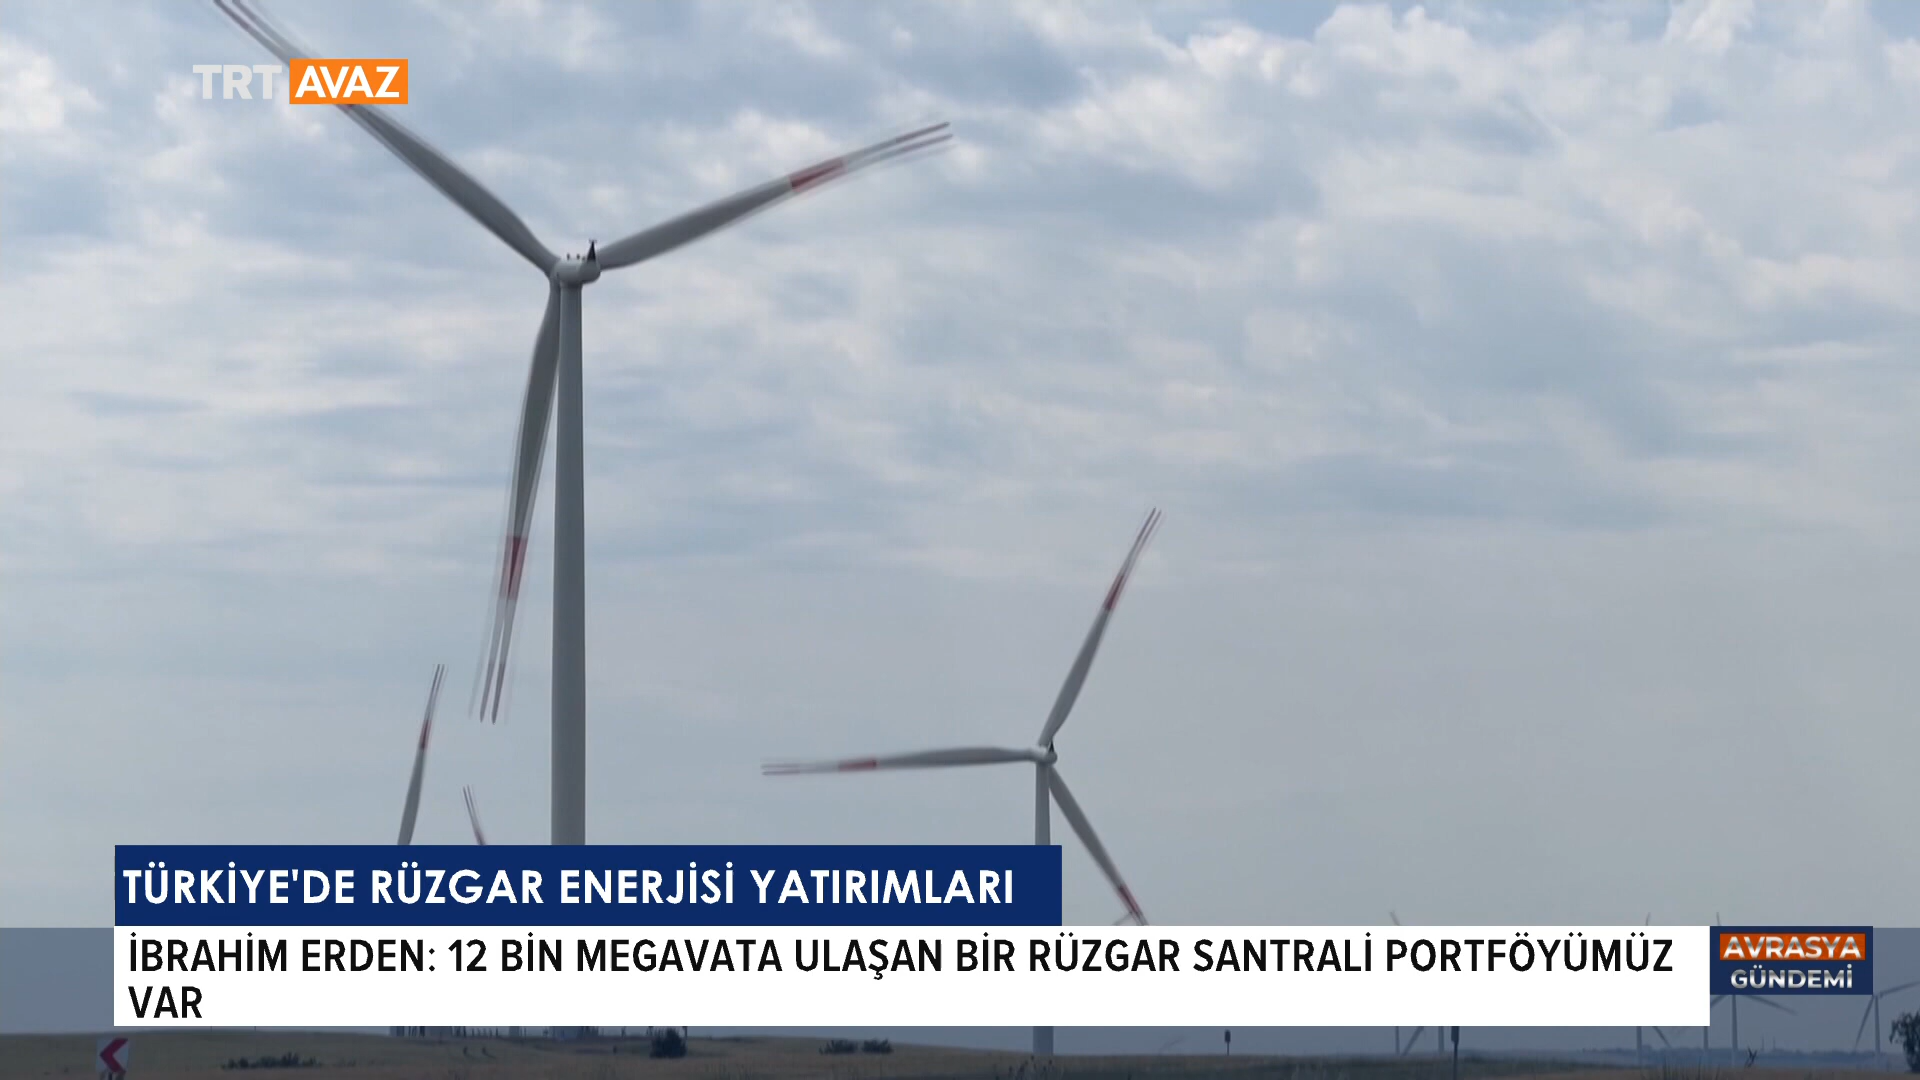 TRT AVAZ
TÜRKİYE'DE RÜZGAR ENERJİSİ YATIRIMLARI
İBRAHİM ERDEN: 12 BİN MEGAVATA ULAŞAN BİR RÜZGAR SANTRALİ PORTFÖYÜMÜZ
VAR
AVRASYA
GÜNDEMİ